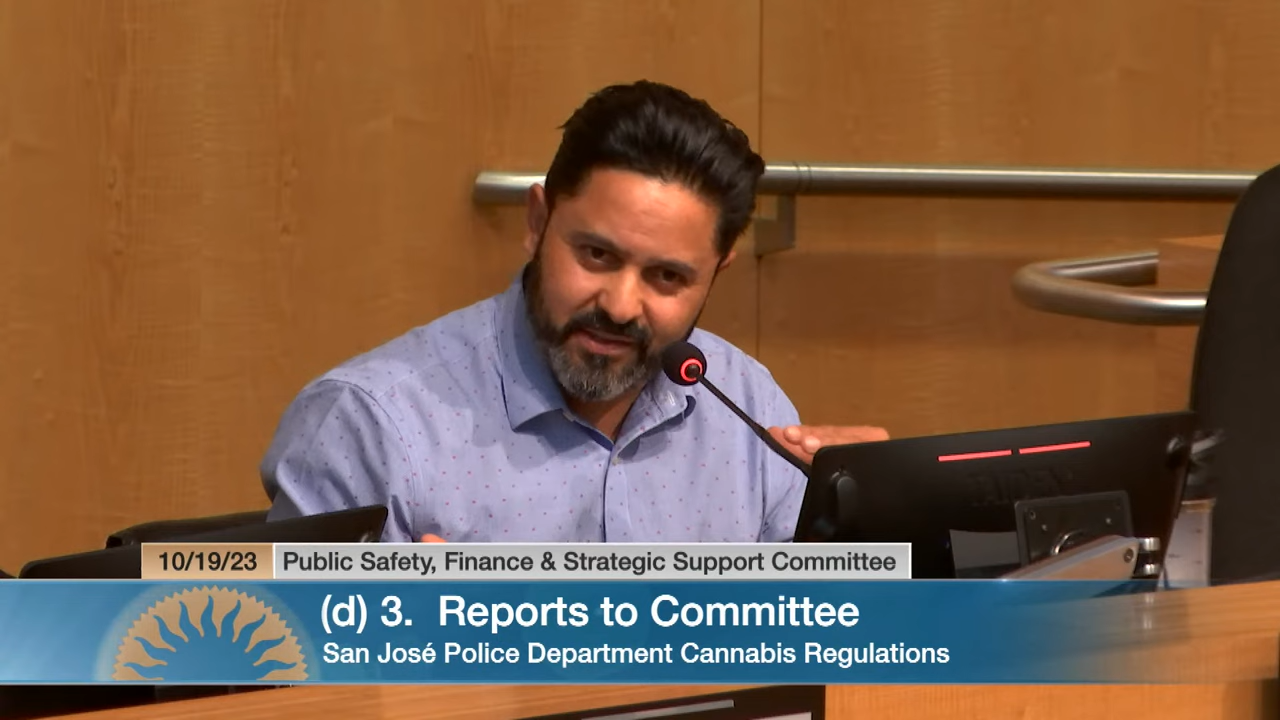 10/19/23 Public Safety, Finance & Strategic Support Committee
(d) 3. Reports to Committee
San José Police Department Cannabis Regulations